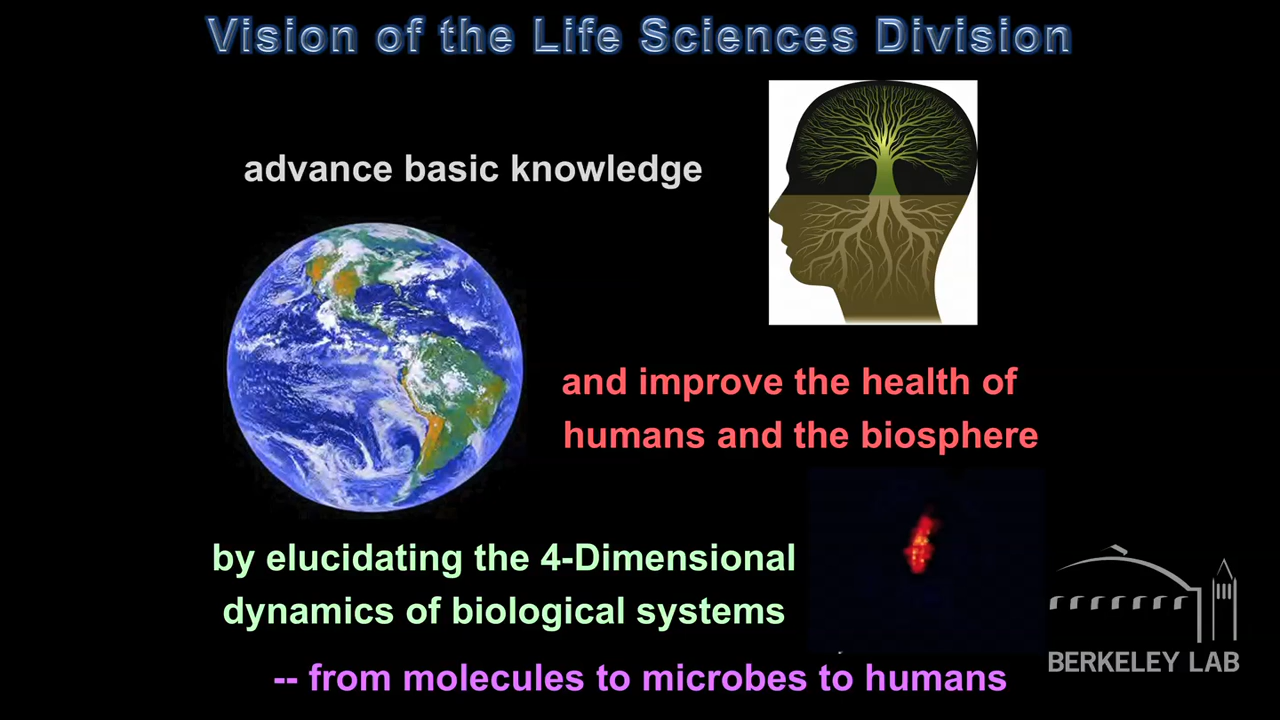 Vision of the Life Sciences Division
advance basic knowledge
and improve the health of
humans and the biosphere
by elucidating the 4-Dimensional
dynamics of biological systems
-- from molecules to microbes to humans
BERKELEY LAB